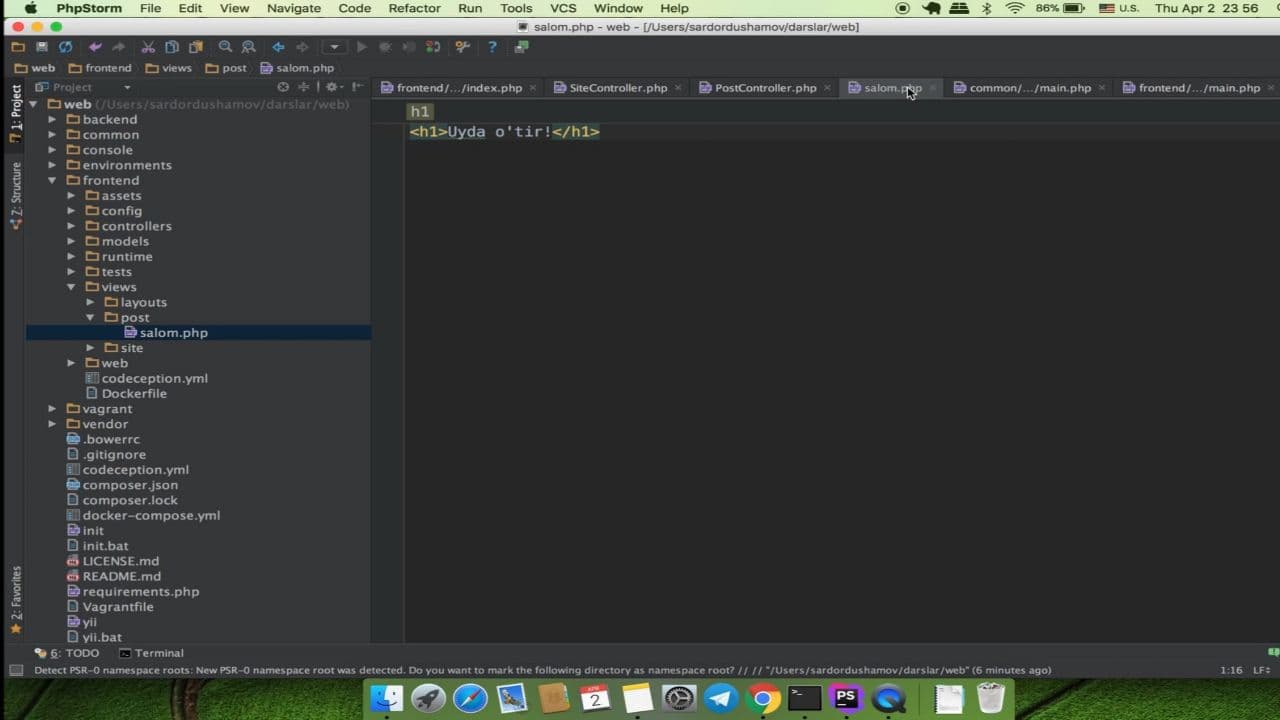 PhpStorm File Edit View Navigate Code Refactor Run Tools VCS Window Help 86% U.S. Thu Apr 2 23 56
salom.php - web - [/Users/sardordushamov/darslar/web]
web frontend views post salom.php
Project
frontend/.../index.php SiteController.php PostController.php salom.php common/.../main.php frontend/.../main.php
1: Project
Z: Structure
2: Favorites
web (/Users/sardordushamov/darslar/web)
backend
common
console
environments
frontend
assets
config
controllers
models
runtime
tests
views
layouts
post
salom.php
site
web
codeception.yml
Dockerfile
vagrant
vendor
.bowerrc
.gitignore
codeception.yml
composer.json
composer.lock
docker-compose.yml
init
init.bat
LICENSE.md
README.md
requirements.php
Vagrantfile
yii
yii.bat
h1
<h1>Uyda o'tir!</h1>
6: TODO Terminal
Detect PSR-0 namespace roots: New PSR-0 namespace root was detected. Do you want to mark the following directory as namespace root? // // "/Users/sardordushamov/darslar/web" (6 minutes ago) 1:16 LF
APR
2
PS